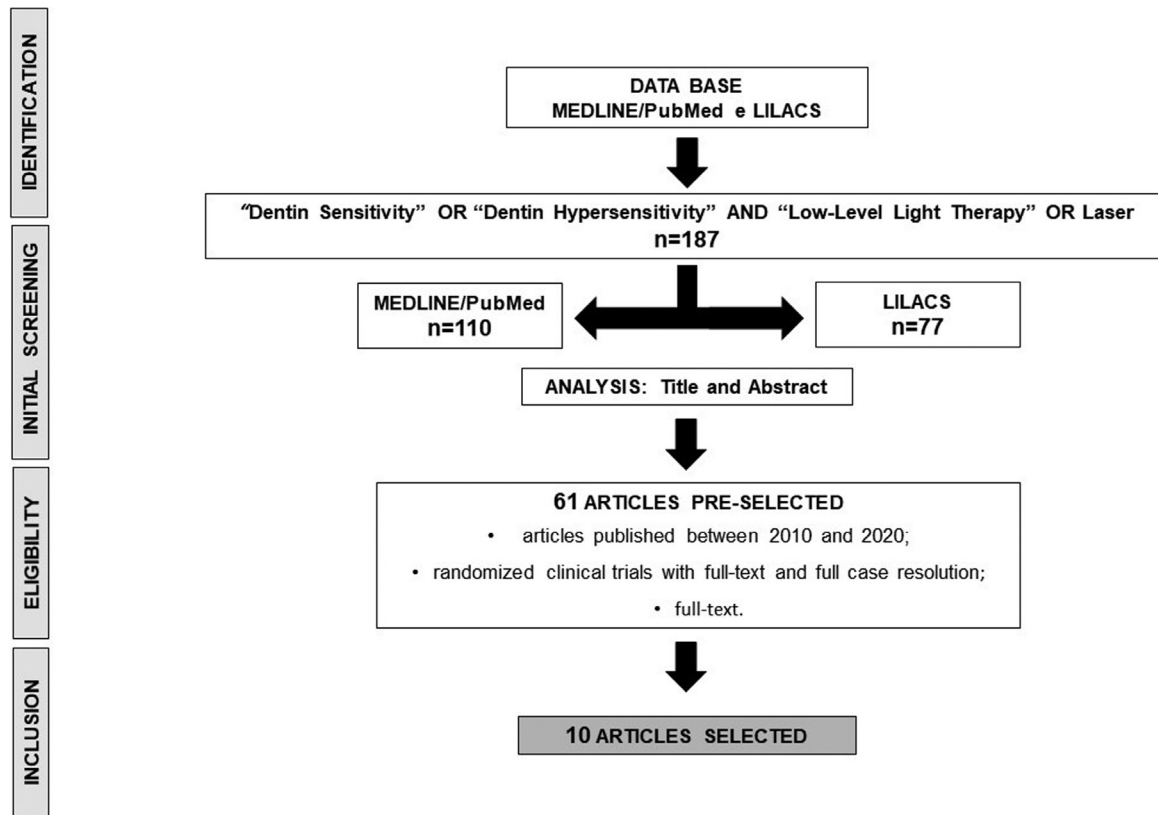 IDENTIFICATION
DATA BASE
MEDLINE/PubMed e LILACS
“Dentin Sensitivity” OR “Dentin Hypersensitivity” AND “Low-Level Light Therapy” OR Laser
n=187
INITIAL SCREENING
MEDLINE/PubMed
n=110
LILACS
n=77
ANALYSIS: Title and Abstract
ELIGIBILITY
61 ARTICLES PRE-SELECTED
• articles published between 2010 and 2020;
• randomized clinical trials with full-text and full case resolution;
• full-text.
INCLUSION
10 ARTICLES SELECTED